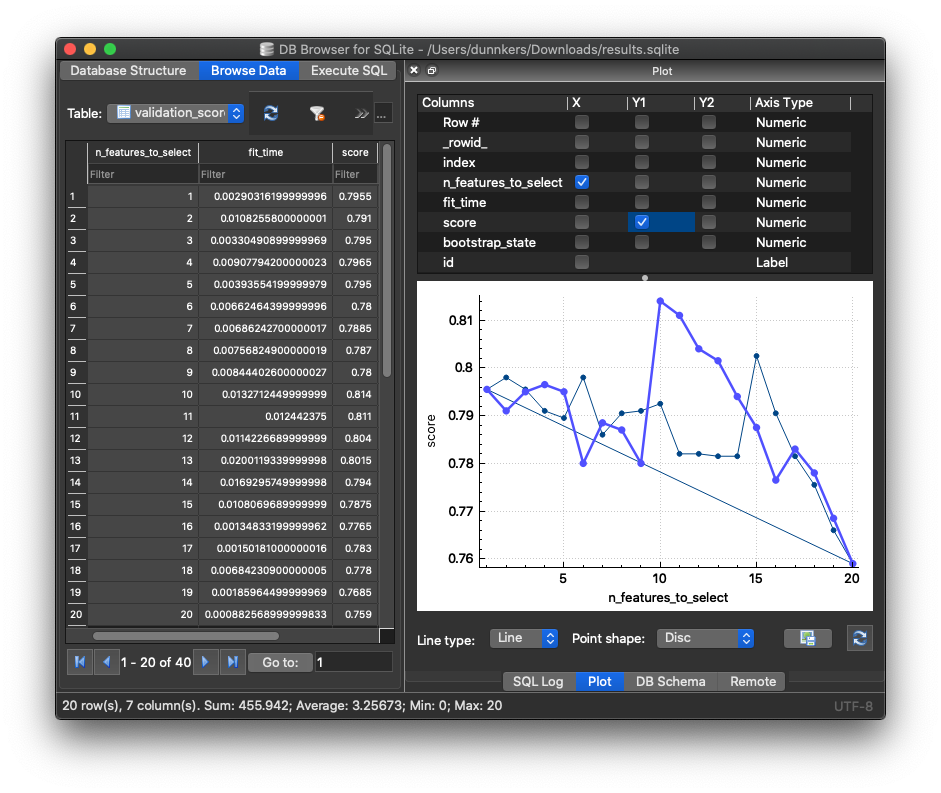 DB Browser for SQLite - /Users/dunnkers/Downloads/results.sqlite
Database Structure Browse Data Execute SQL
Table: validation_scor ...
n_features_to_select fit_time score
Filter Filter Filter
1 1 0.00290316199999996 0.7955
2 2 0.0108255800000001 0.791
3 3 0.00330490899999969 0.795
4 4 0.00907794200000023 0.7965
5 5 0.00393554199999979 0.795
6 6 0.00662464399999996 0.78
7 7 0.00686242700000017 0.7885
8 8 0.00756824900000019 0.787
9 9 0.00844402600000027 0.78
10 10 0.0132712449999999 0.814
11 11 0.012442375 0.811
12 12 0.0114226689999999 0.804
13 13 0.0200119339999998 0.8015
14 14 0.0169295749999998 0.794
15 15 0.0108069689999999 0.7875
16 16 0.00134833199999962 0.7765
17 17 0.00150181000000016 0.783
18 18 0.00684230900000005 0.778
19 19 0.00185964499999969 0.7685
20 20 0.000882568999999833 0.759
1 - 20 of 40 Go to: 1
Plot
Columns X Y1 Y2 Axis Type
Row # Numeric
_rowid_ Numeric
index Numeric
n_features_to_select Numeric
fit_time Numeric
score Numeric
bootstrap_state Numeric
id Label
0.81
0.8
0.79
0.78
0.77
0.76
score
5 10 15 20
n_features_to_select
Line type: Line Point shape: Disc
SQL Log Plot DB Schema Remote
20 row(s), 7 column(s). Sum: 455.942; Average: 3.25673; Min: 0; Max: 20 UTF-8